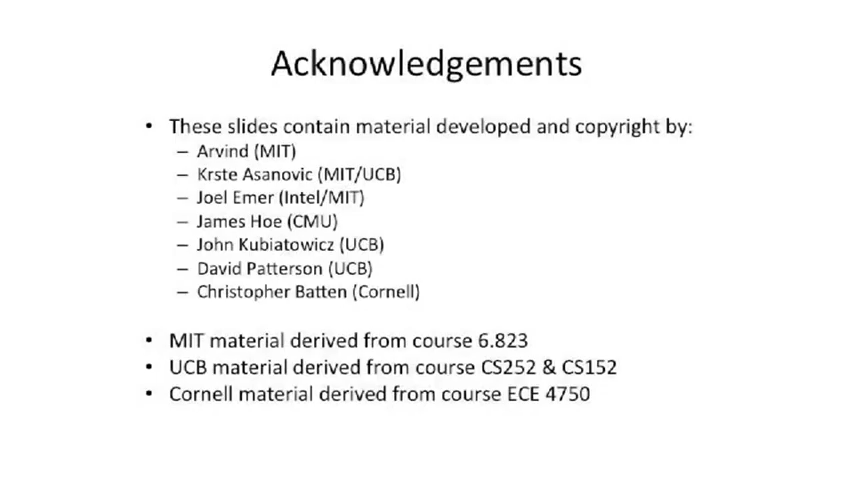 Acknowledgements
• These slides contain material developed and copyright by:
– Arvind (MIT)
– Krste Asanovic (MIT/UCB)
– Joel Emer (Intel/MIT)
– James Hoe (CMU)
– John Kubiatowicz (UCB)
– David Patterson (UCB)
– Christopher Batten (Cornell)
• MIT material derived from course 6.823
• UCB material derived from course CS252 & CS152
• Cornell material derived from course ECE 4750